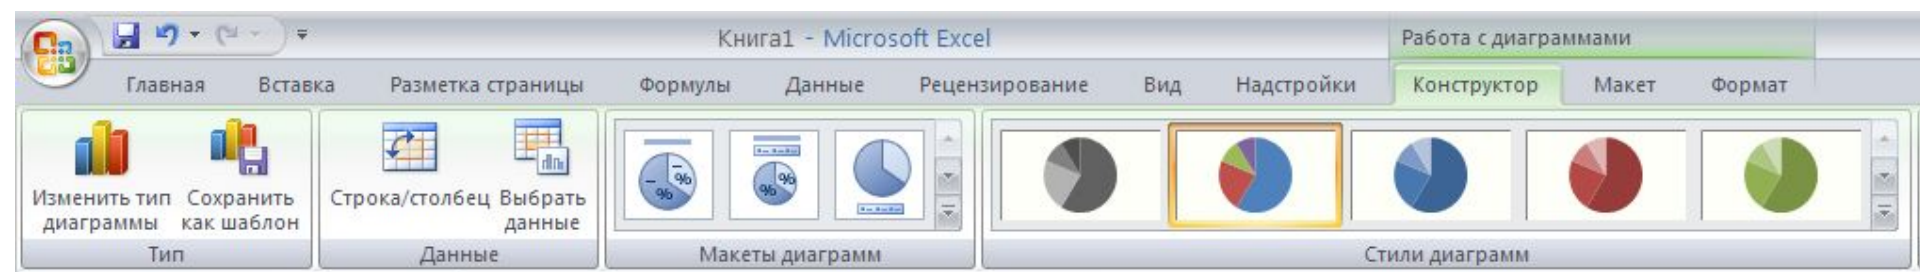 Книга1 - Microsoft Excel
Работа с диаграммами
Главная Вставка Разметка страницы Формулы Данные Рецензирование Вид Надстройки Конструктор Макет Формат
Изменить тип диаграммы
Сохранить как шаблон
Строка/столбец
Выбрать данные
Тип
Данные
Макеты диаграмм
Стили диаграмм